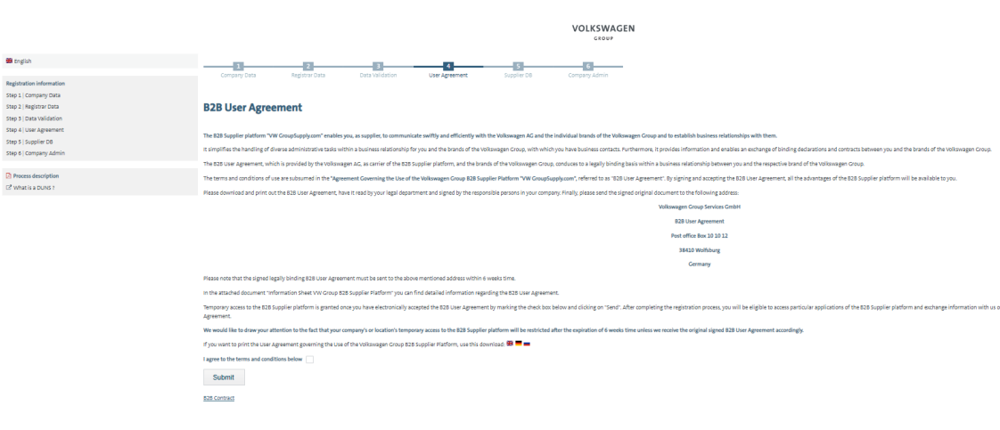 VOLKSWAGEN
GROUP
English
Registration information
Step 1 | Company Data
Step 2 | Registrar Data
Step 3 | Data Validation
Step 4 | User Agreement
Step 5 | Supplier DB
Step 6 | Company Admin
Process description
What is a DUNS ?
1 2 3 4 5 6
Company Data Registrar Data Data Validation User Agreement Supplier DB Company Admin
B2B User Agreement
The B2B Supplier platform "VW GroupSupply.com" enables you, as supplier, to communicate swiftly and efficiently with the Volkswagen AG and the individual brands of the Volkswagen Group and to establish business relationships with them.
It simplifies the handling of diverse administrative tasks within a business relationship for you and the brands of the Volkswagen Group, with which you have business contacts. Furthermore, it provides information and enables an exchange of binding declarations and contracts between you and the brands of the Volkswagen Group.
The B2B User Agreement, which is provided by the Volkswagen AG, as carrier of the B2B Supplier platform, and the brands of the Volkswagen Group, conduces to a legally binding basis within a business relationship between you and the respective brand of the Volkswagen Group.
The terms and conditions of use are subsumed in the "Agreement Governing the Use of the Volkswagen Group B2B Supplier Platform "VW GroupSupply.com", referred to as "B2B User Agreement". By signing and accepting the B2B User Agreement, all the advantages of the B2B Supplier platform will be available to you.
Please download and print out the B2B User Agreement, have it read by your legal department and signed by the responsible persons in your company. Finally, please send the signed original document to the following address:
Volkswagen Group Services GmbH
B2B User Agreement
Post office Box 10 10 12
38410 Wolfsburg
Germany
Please note that the signed legally binding B2B User Agreement must be sent to the above mentioned address within 6 weeks time.
In the attached document "Information Sheet VW Group B2B Supplier Platform" you can find detailed information regarding the B2B User Agreement.
Temporary access to the B2B Supplier platform is granted once you have electronically accepted the B2B User Agreement by marking the check box below and clicking on "Send". After completing the registration process, you will be eligible to access particular applications of the B2B Supplier platform and exchange information with us o
Agreement.
We would like to draw your attention to the fact that your company's or location's temporary access to the B2B Supplier platform will be restricted after the expiration of 6 weeks time unless we receive the original signed B2B User Agreement accordingly.
If you want to print the User Agreement governing the Use of the Volkswagen Group B2B Supplier Platform, use this download:
I agree to the terms and conditions below
Submit
B2B Contract